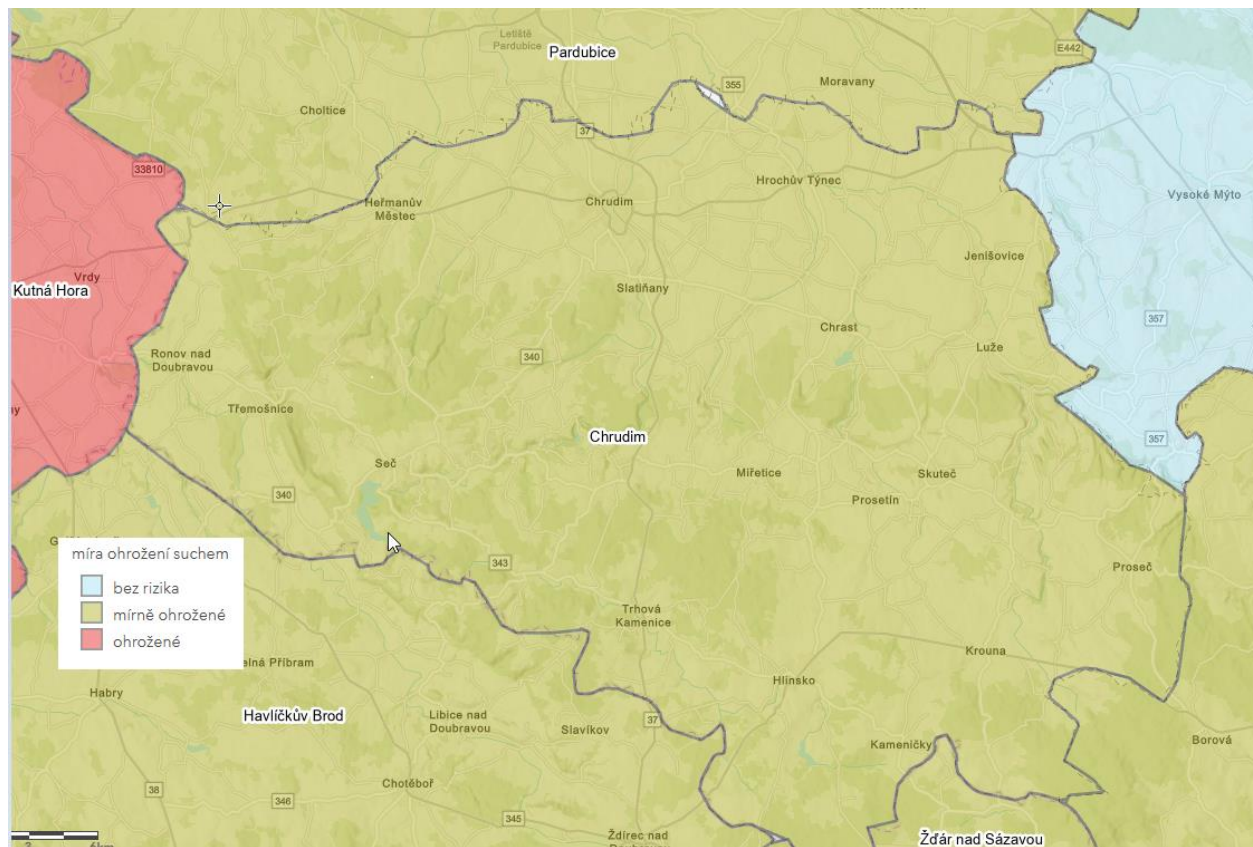 Letiště
Pardubice
Pardubice
E442
355
Moravany
Choltice
37
33810
Hrochův Týnec
Vysoké Mýto
Heřmanův
Městec
Chrudim
Jenišovice
Vrdy
Kutná Hora
Slatiňany
357
Chrast
Ronov nad
Doubravou
340
Luže
Třemošnice
Chrudim
357
Seč
Miřetice
Skuteč
340
Prosetín
míra ohrožení suchem
bez rizika
mírně ohrožené
ohrožené
343
Proseč
Trhová
Kamenice
Krouna
Habry
Hlinsko
Havlíčkův Brod
Libice nad
Doubravou
37
Slavíkov
Kameničky
Borová
Chotěboř
38
346
345
Ždírec nad
Žďár nad Sázavou